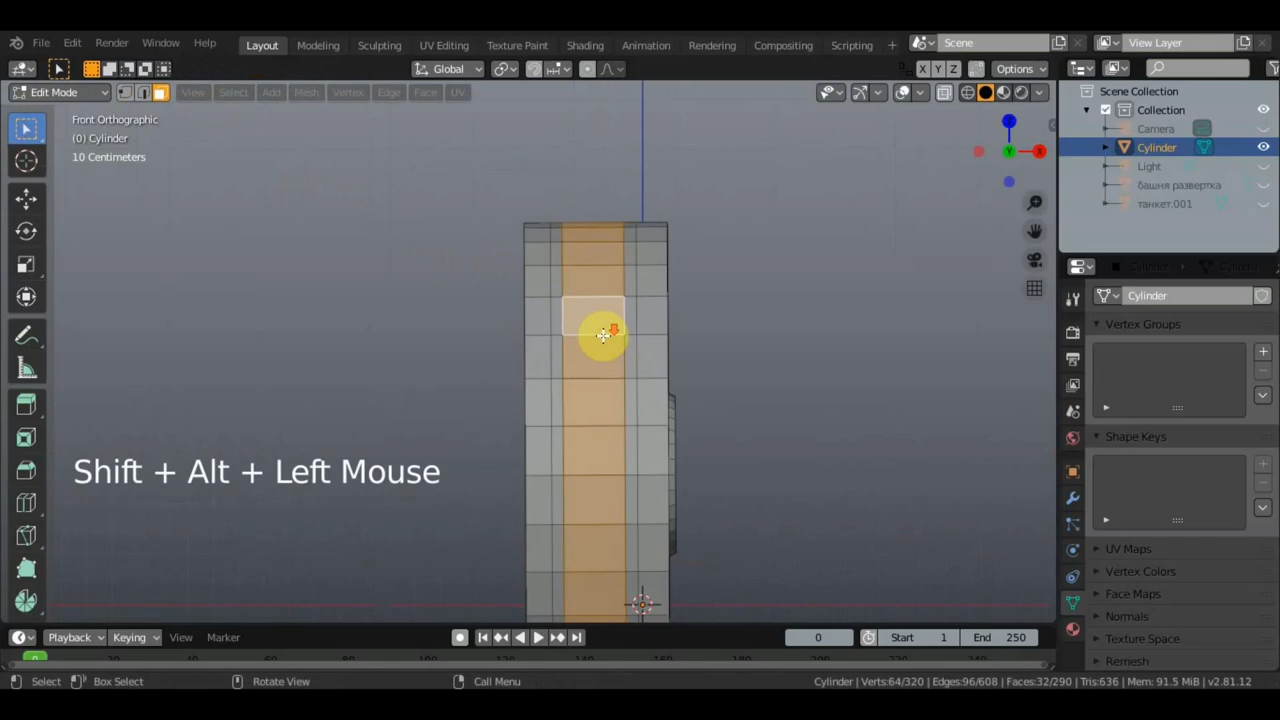 File Edit Render Window Help Layout Modeling Sculpting UV Editing Texture Paint Shading Animation Rendering Compositing Scripting + Scene View Layer
Global X Y Z Options
Edit Mode View Select Add Mesh Vertex Edge Face UV
Front Orthographic
(0) Cylinder
10 Centimeters
Z
Y X
Scene Collection
Collection
Camera
Cylinder
Light
башня развертка
танкет.001
Cylinder Cylinder
Cylinder
Vertex Groups
Shape Keys
UV Maps
Vertex Colors
Face Maps
Normals
Texture Space
Remesh
Shift + Alt + Left Mouse
Playback Keying View Marker 0 Start 1 End 250
0
Select Box Select Rotate View Call Menu Cylinder | Verts:64/320 | Edges:96/608 | Faces:32/290 | Tris:636 | Mem: 91.5 MiB | v2.81.12